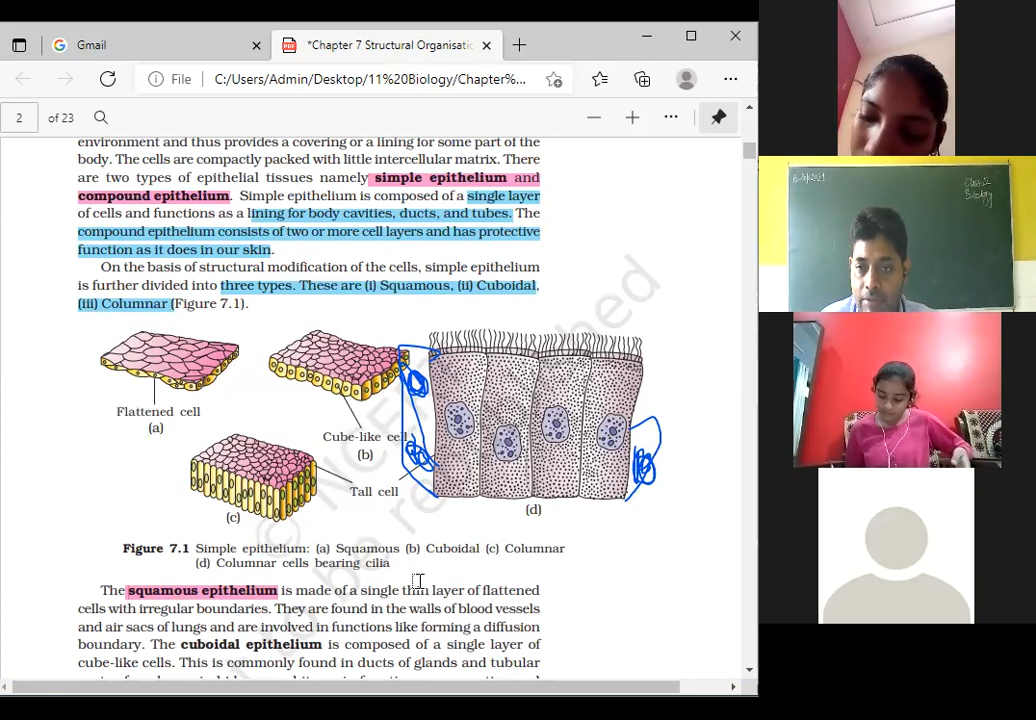 Gmail
*Chapter 7 Structural Organisatio
File
C:/Users/Admin/Desktop/11%20Biology/Chapter%...
2 of 23
environment and thus provides a covering or a lining for some part of the
body. The cells are compactly packed with little intercellular matrix. There
are two types of epithelial tissues namely simple epithelium and
compound epithelium. Simple epithelium is composed of a single layer
of cells and functions as a lining for body cavities, ducts, and tubes. The
compound epithelium consists of two or more cell layers and has protective
function as it does in our skin.
On the basis of structural modification of the cells, simple epithelium
is further divided into three types. These are (i) Squamous, (ii) Cuboidal,
(iii) Columnar (Figure 7.1).
Flattened cell
(a)
Cube-like cell
(b)
Tall cell
(c)
(d)
Figure 7.1 Simple epithelium: (a) Squamous (b) Cuboidal (c) Columnar
(d) Columnar cells bearing cilia
The squamous epithelium is made of a single thin layer of flattened
cells with irregular boundaries. They are found in the walls of blood vessels
and air sacs of lungs and are involved in functions like forming a diffusion
boundary. The cuboidal epithelium is composed of a single layer of
cube-like cells. This is commonly found in ducts of glands and tubular
Class-12
Biology